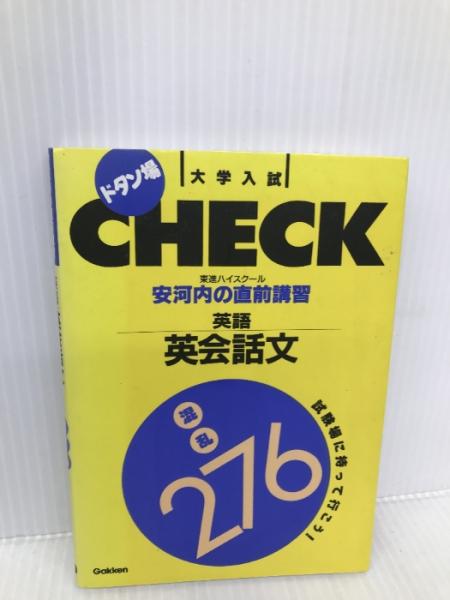 ドタン場
大学入試
CHECK
東進ハイスクール
安河内の直前講習
英語
英会話文
混乱
276
試験場に持って行こう!
Gakken